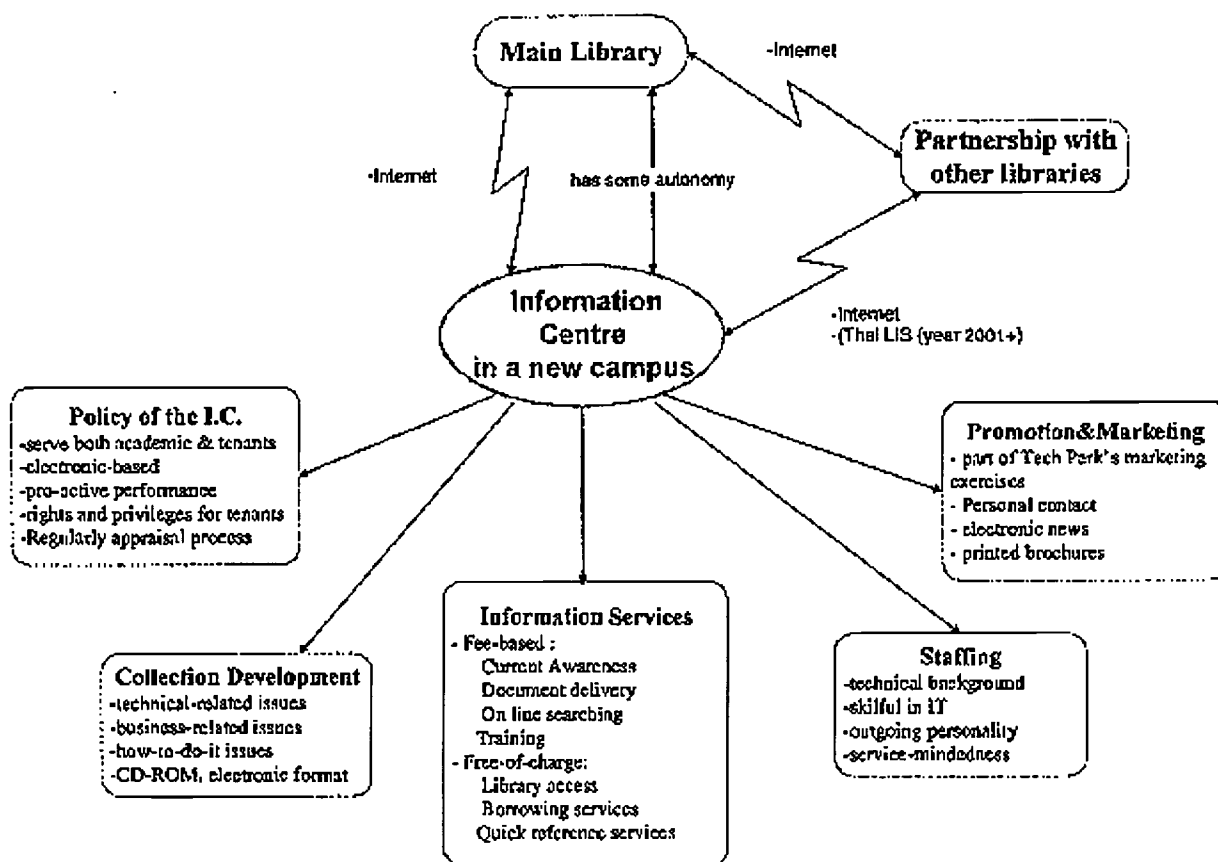 Main Library
-Internet
Partnership with
other libraries
-Internet
has some autonomy
Information
Centre
in a new campus
-Internet
-(Thai LIS (year 2001+)
Policy of the I.C.
-serve both academic & tenants
-electronic-based
-pro-active performance
-rights and privileges for tenants
-Regularly appraisal process
Promotion&Marketing
- part of Tech Park's marketing
exercises
- Personal contact
- electronic news
- printed brochures
Collection Development
-technical-related issues
-business-related issues
-how-to-do-it issues
-CD-ROM, electronic format
Information Services
- Fee-based :
Current Awareness
Document delivery
On line searching
Training
- Free-of-charge:
Library access
Borrowing services
Quick reference services
Staffing
-technical background
-skilful in IT
-outgoing personality
-service-mindedness